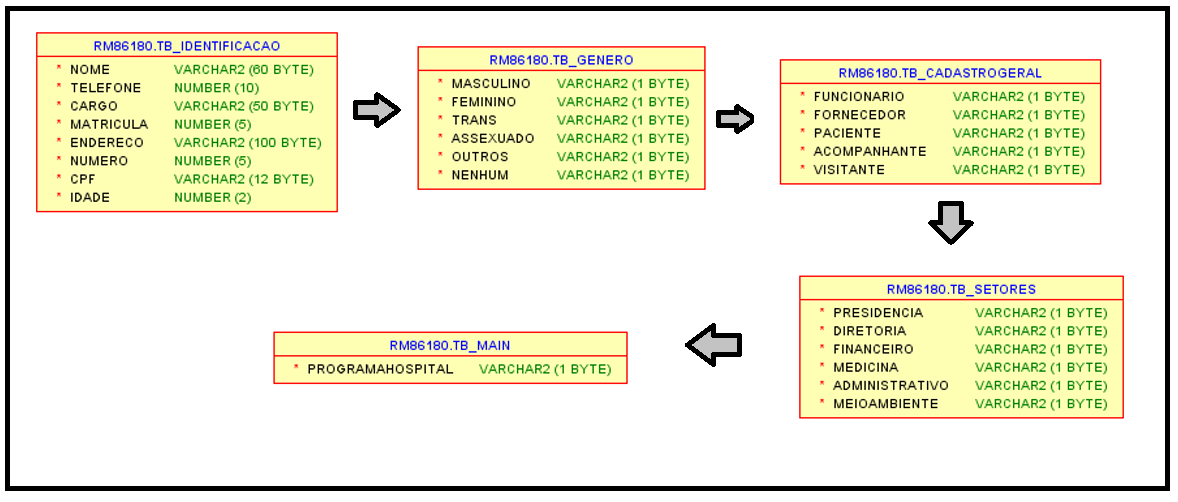 RM86180.TB_IDENTIFICACAO
* NOME VARCHAR2 (60 BYTE)
* TELEFONE NUMBER (10)
* CARGO VARCHAR2 (50 BYTE)
* MATRICULA NUMBER (5)
* ENDERECO VARCHAR2 (100 BYTE)
* NUMERO NUMBER (5)
* CPF VARCHAR2 (12 BYTE)
* IDADE NUMBER (2)
RM86180.TB_GENERO
* MASCULINO VARCHAR2 (1 BYTE)
* FEMININO VARCHAR2 (1 BYTE)
* TRANS VARCHAR2 (1 BYTE)
* ASSEXUADO VARCHAR2 (1 BYTE)
* OUTROS VARCHAR2 (1 BYTE)
* NENHUM VARCHAR2 (1 BYTE)
RM86180.TB_CADASTROGERAL
* FUNCIONARIO VARCHAR2 (1 BYTE)
* FORNECEDOR VARCHAR2 (1 BYTE)
* PACIENTE VARCHAR2 (1 BYTE)
* ACOMPANHANTE VARCHAR2 (1 BYTE)
* VISITANTE VARCHAR2 (1 BYTE)
RM86180.TB_SETORES
* PRESIDENCIA VARCHAR2 (1 BYTE)
* DIRETORIA VARCHAR2 (1 BYTE)
* FINANCEIRO VARCHAR2 (1 BYTE)
* MEDICINA VARCHAR2 (1 BYTE)
* ADMINISTRATIVO VARCHAR2 (1 BYTE)
* MEIOAMBIENTE VARCHAR2 (1 BYTE)
RM86180.TB_MAIN
* PROGRAMAHOSPITAL VARCHAR2 (1 BYTE)